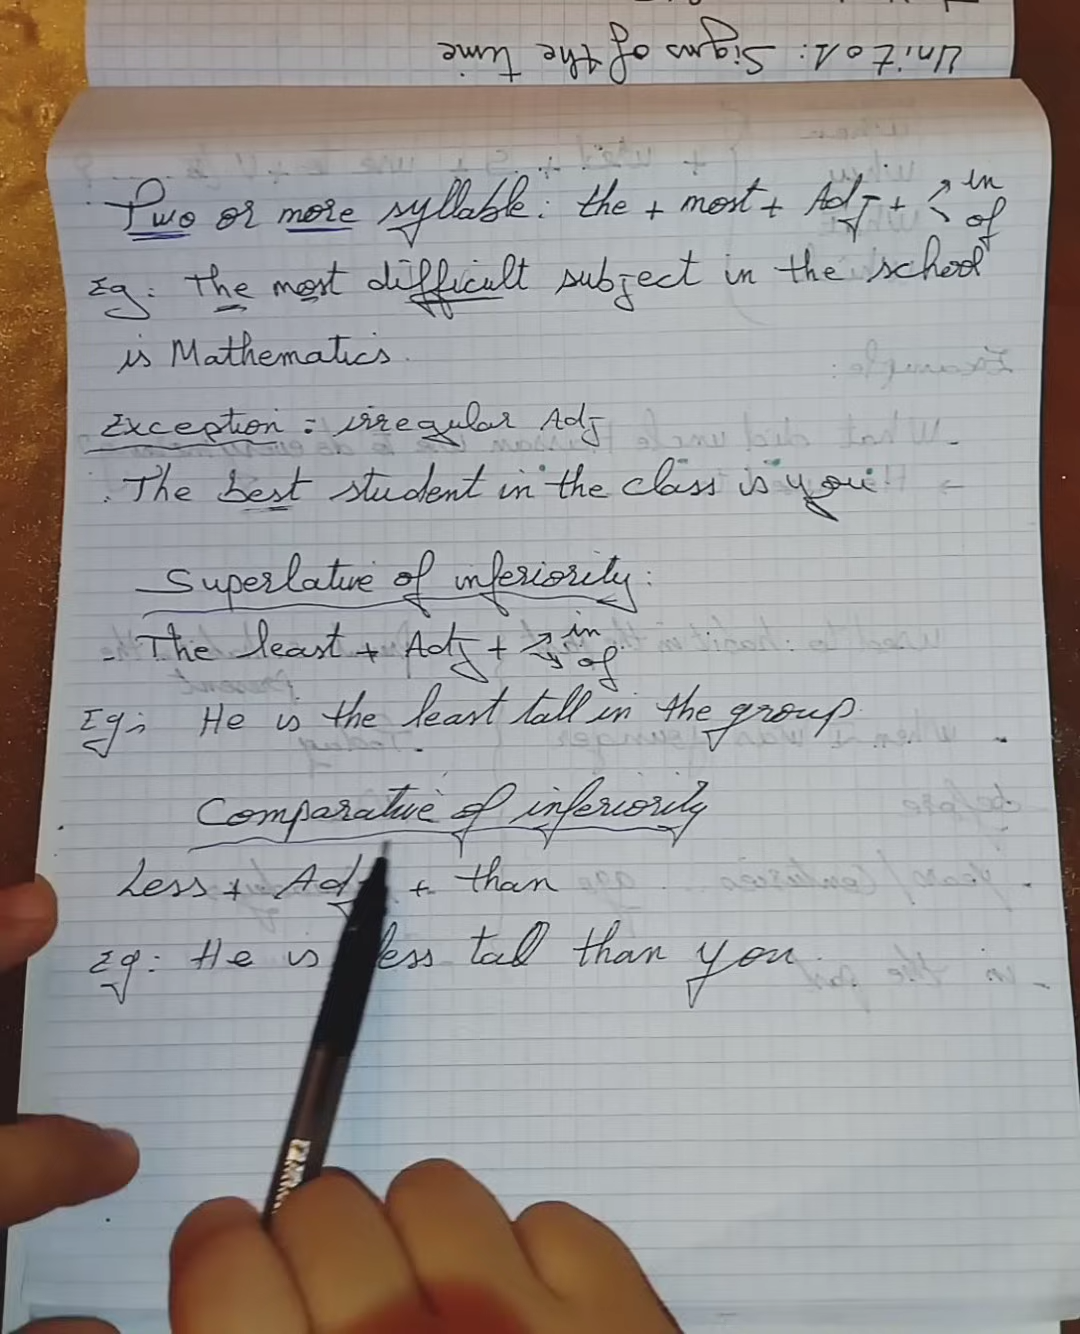 Unit 01: Signs of the time
Two or more syllable: the + most + Adj + in
of
Eg: The most difficult subject in the school
is Mathematics.
Exception: irregular Adj
. The best student in the class is you
Superlative of inferiority:
- The least + Adj + in
of
Eg: He is the least tall in the group.
Comparative of inferiority
Less + Adj + than
Eg: He is less tall than you.